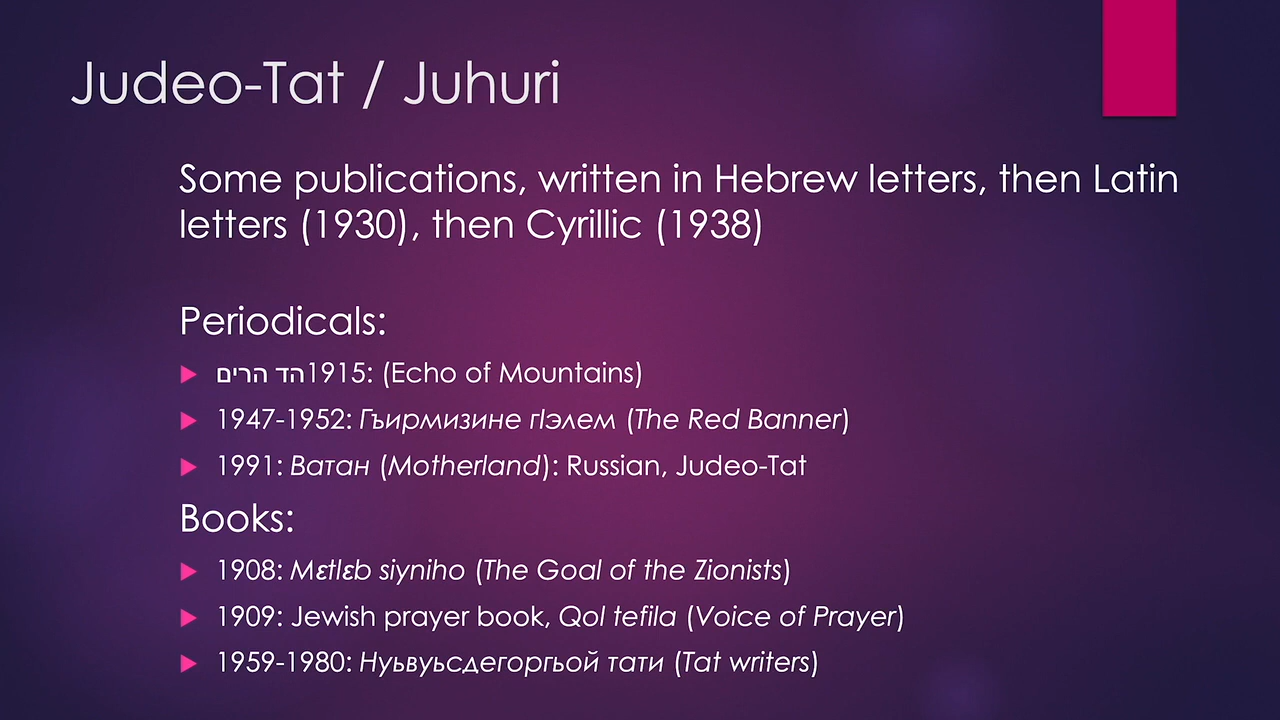 Judeo-Tat / Juhuri
Some publications, written in Hebrew letters, then Latin
letters (1930), then Cyrillic (1938)
Periodicals:
הד הרים1915: (Echo of Mountains)
1947-1952: Гъирмизине гІэлем (The Red Banner)
1991: Ватан (Motherland): Russian, Judeo-Tat
Books:
1908: Mɛtlɛb siyniho (The Goal of the Zionists)
1909: Jewish prayer book, Qol tefila (Voice of Prayer)
1959-1980: Нуьвуьсдегоргьой тати (Tat writers)